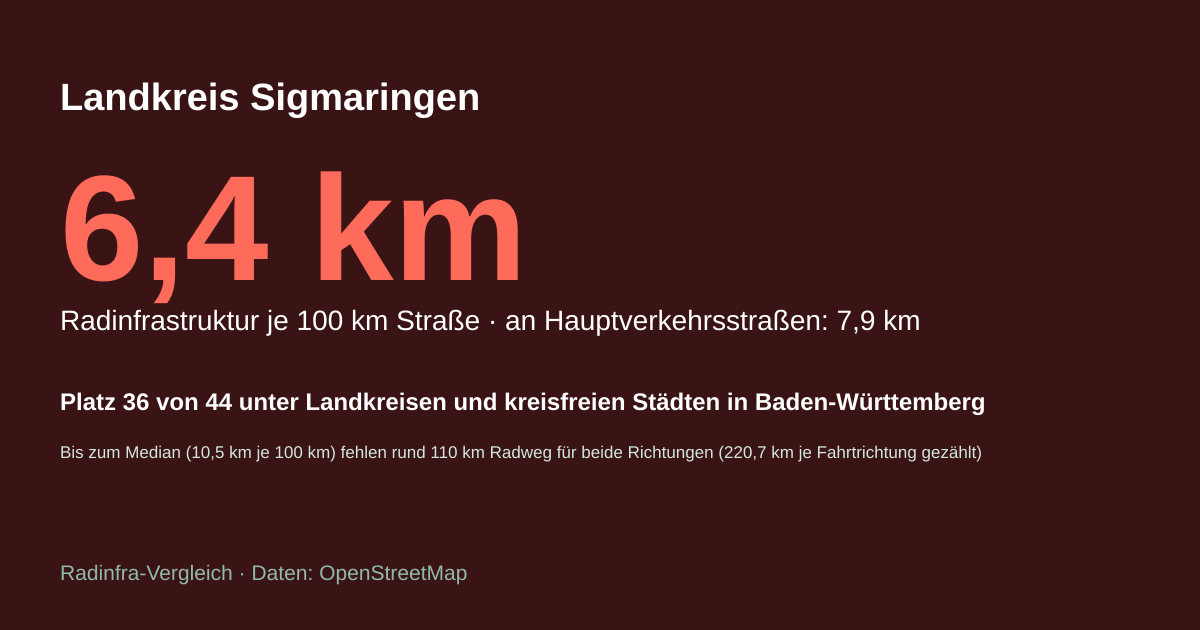 Landkreis Sigmaringen
6,4 km
Radinfrastruktur je 100 km Straße · an Hauptverkehrsstraßen: 7,9 km
Platz 36 von 44 unter Landkreisen und kreisfreien Städten in Baden-Württemberg
Bis zum Median (10,5 km je 100 km) fehlen rund 110 km Radweg für beide Richtungen (220,7 km je Fahrtrichtung gezählt)
Radinfra-Vergleich · Daten: OpenStreetMap